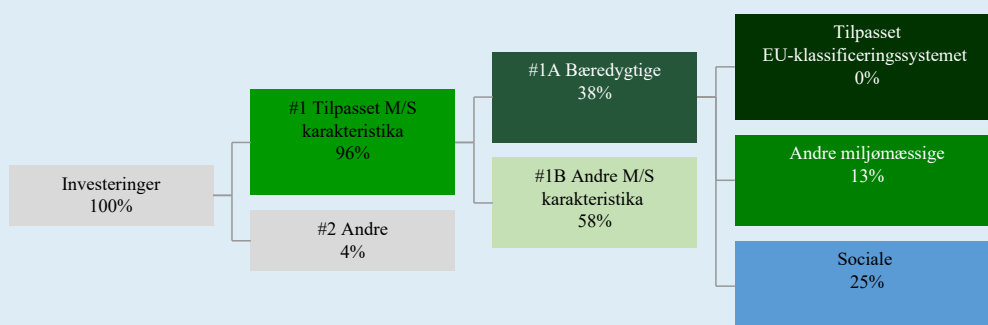 Investeringer
100%
#1 Tilpasset M/S
karakteristika
96%
#2 Andre
4%
#1A Bæredygtige
38%
#1B Andre M/S
karakteristika
58%
Tilpasset
EU-klassificeringssystemet
0%
Andre miljømæssige
13%
Sociale
25%